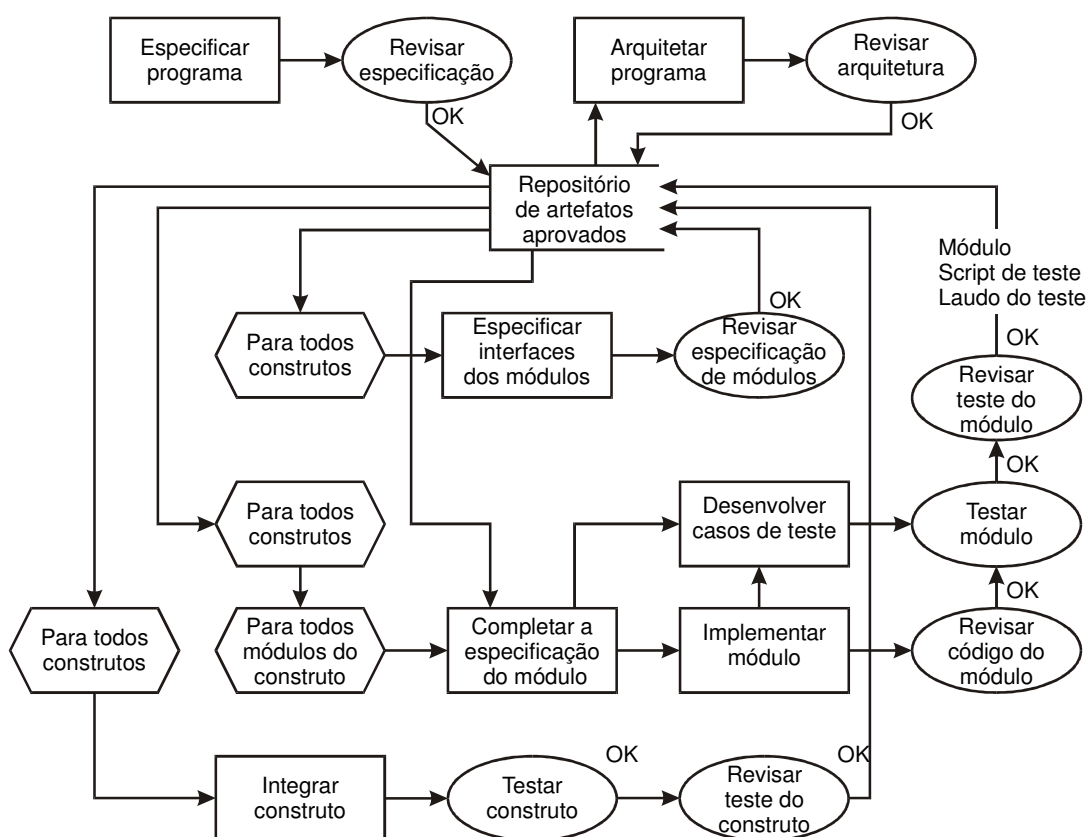 Especificar
programa
Revisar
especificação
Arquitetar
programa
Revisar
arquitetura
OK
OK
Repositório
de artefatos
aprovados
Módulo
Script de teste
Laudo do teste
OK
OK
Para todos
construtos
Especificar
interfaces
dos módulos
Revisar
especificação
de módulos
Revisar
teste do
módulo
OK
Para todos
construtos
Desenvolver
casos de teste
Testar
módulo
OK
Para todos
construtos
Para todos
módulos do
construto
Completar a
especificação
do módulo
Implementar
módulo
Revisar
código do
módulo
OK
OK
Integrar
construto
Testar
construto
Revisar
teste do
construto